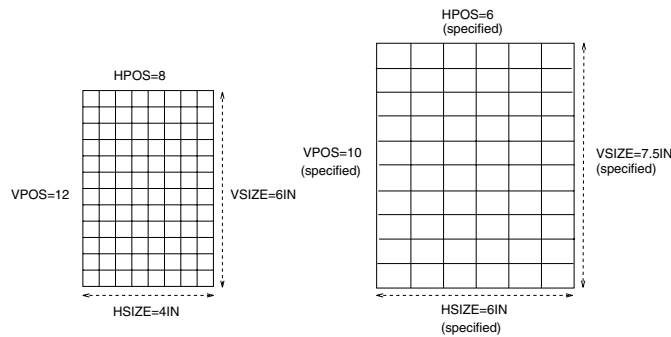 HPOS=8
VPOS=12
VSIZE=6IN
HSIZE=4IN
HPOS=6
(specified)
VPOS=10
(specified)
VSIZE=7.5IN
(specified)
HSIZE=6IN
(specified)